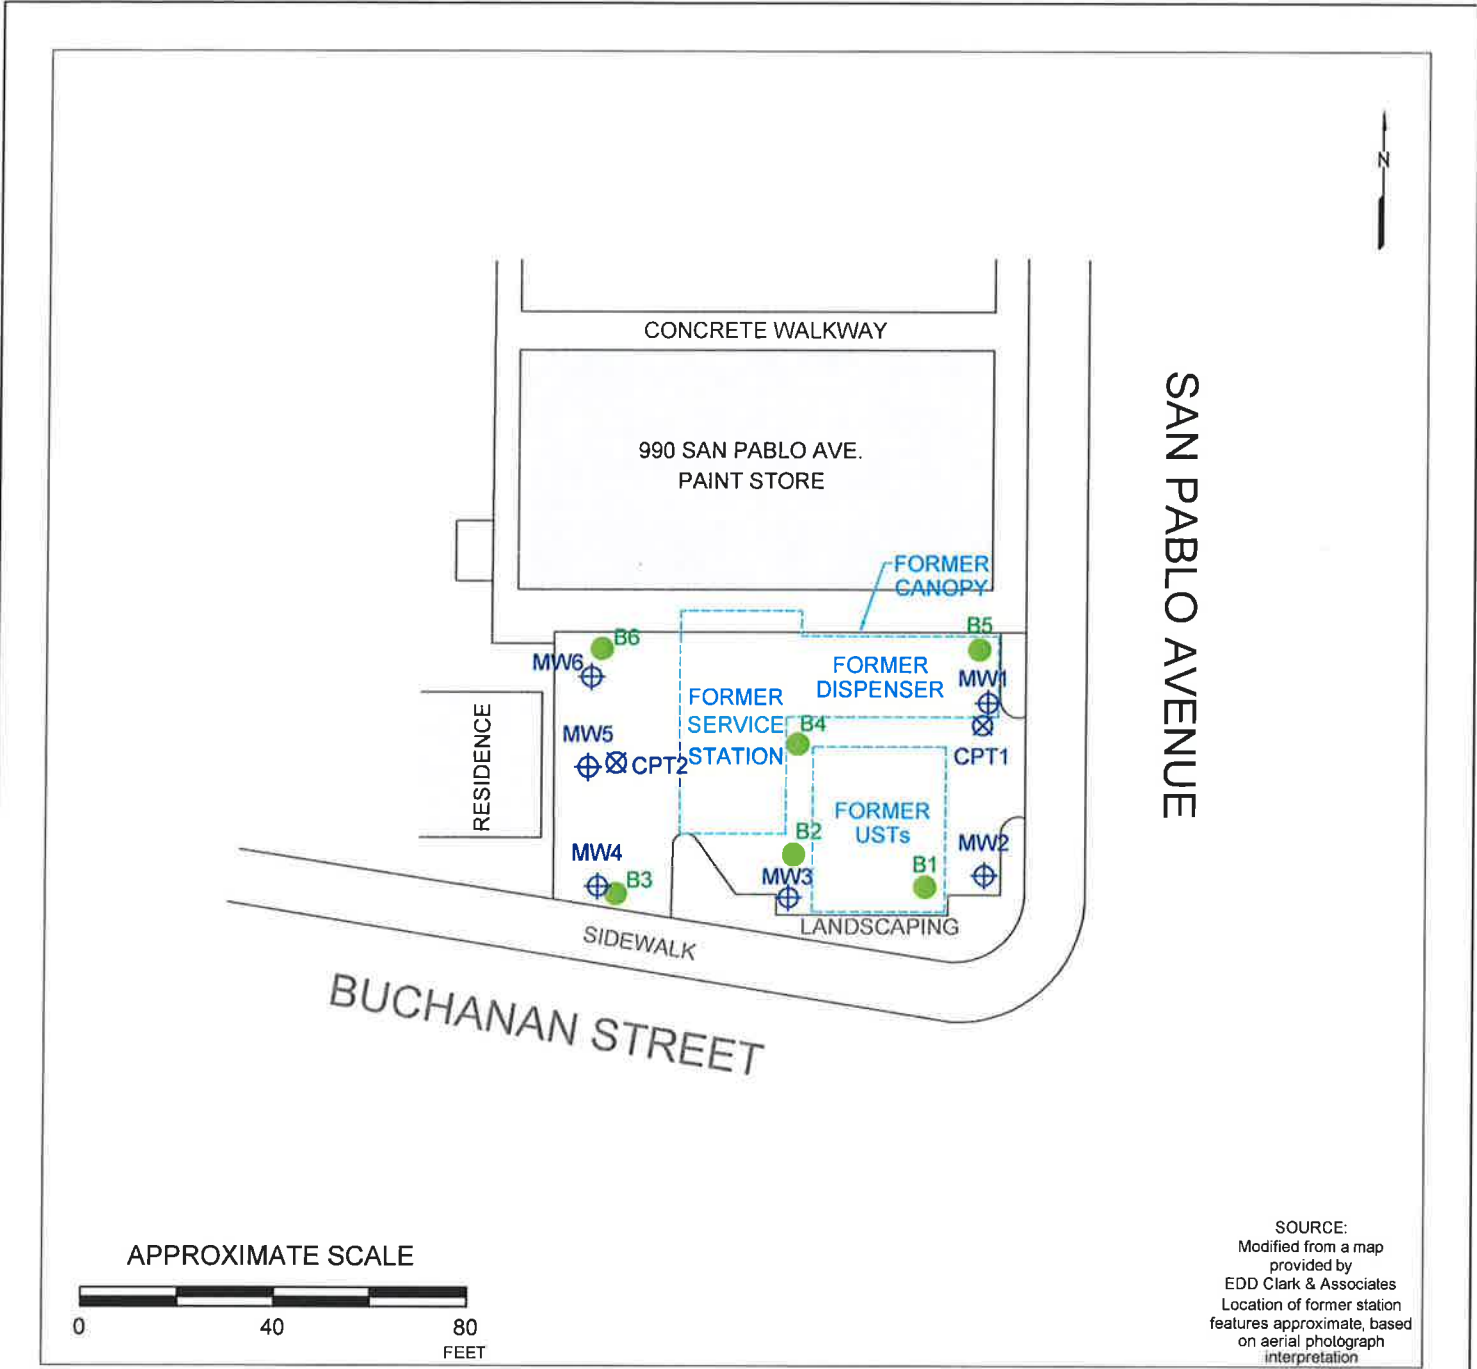 N
CONCRETE WALKWAY
990 SAN PABLO AVE.
PAINT STORE
SAN PABLO AVENUE
FORMER
CANOPY
B5
B6
MW6
FORMER
DISPENSER
MW1
FORMER
SERVICE
STATION
B4
MW5
CPT2
CPT1
RESIDENCE
FORMER
USTs
B2
MW2
MW4
B1
MW3
B3
LANDSCAPING
SIDEWALK
BUCHANAN STREET
APPROXIMATE SCALE
0 40 80
FEET
SOURCE:
Modified from a map
provided by
EDD Clark & Associates
Location of former station
features approximate, based
on aerial photograph
interpretation